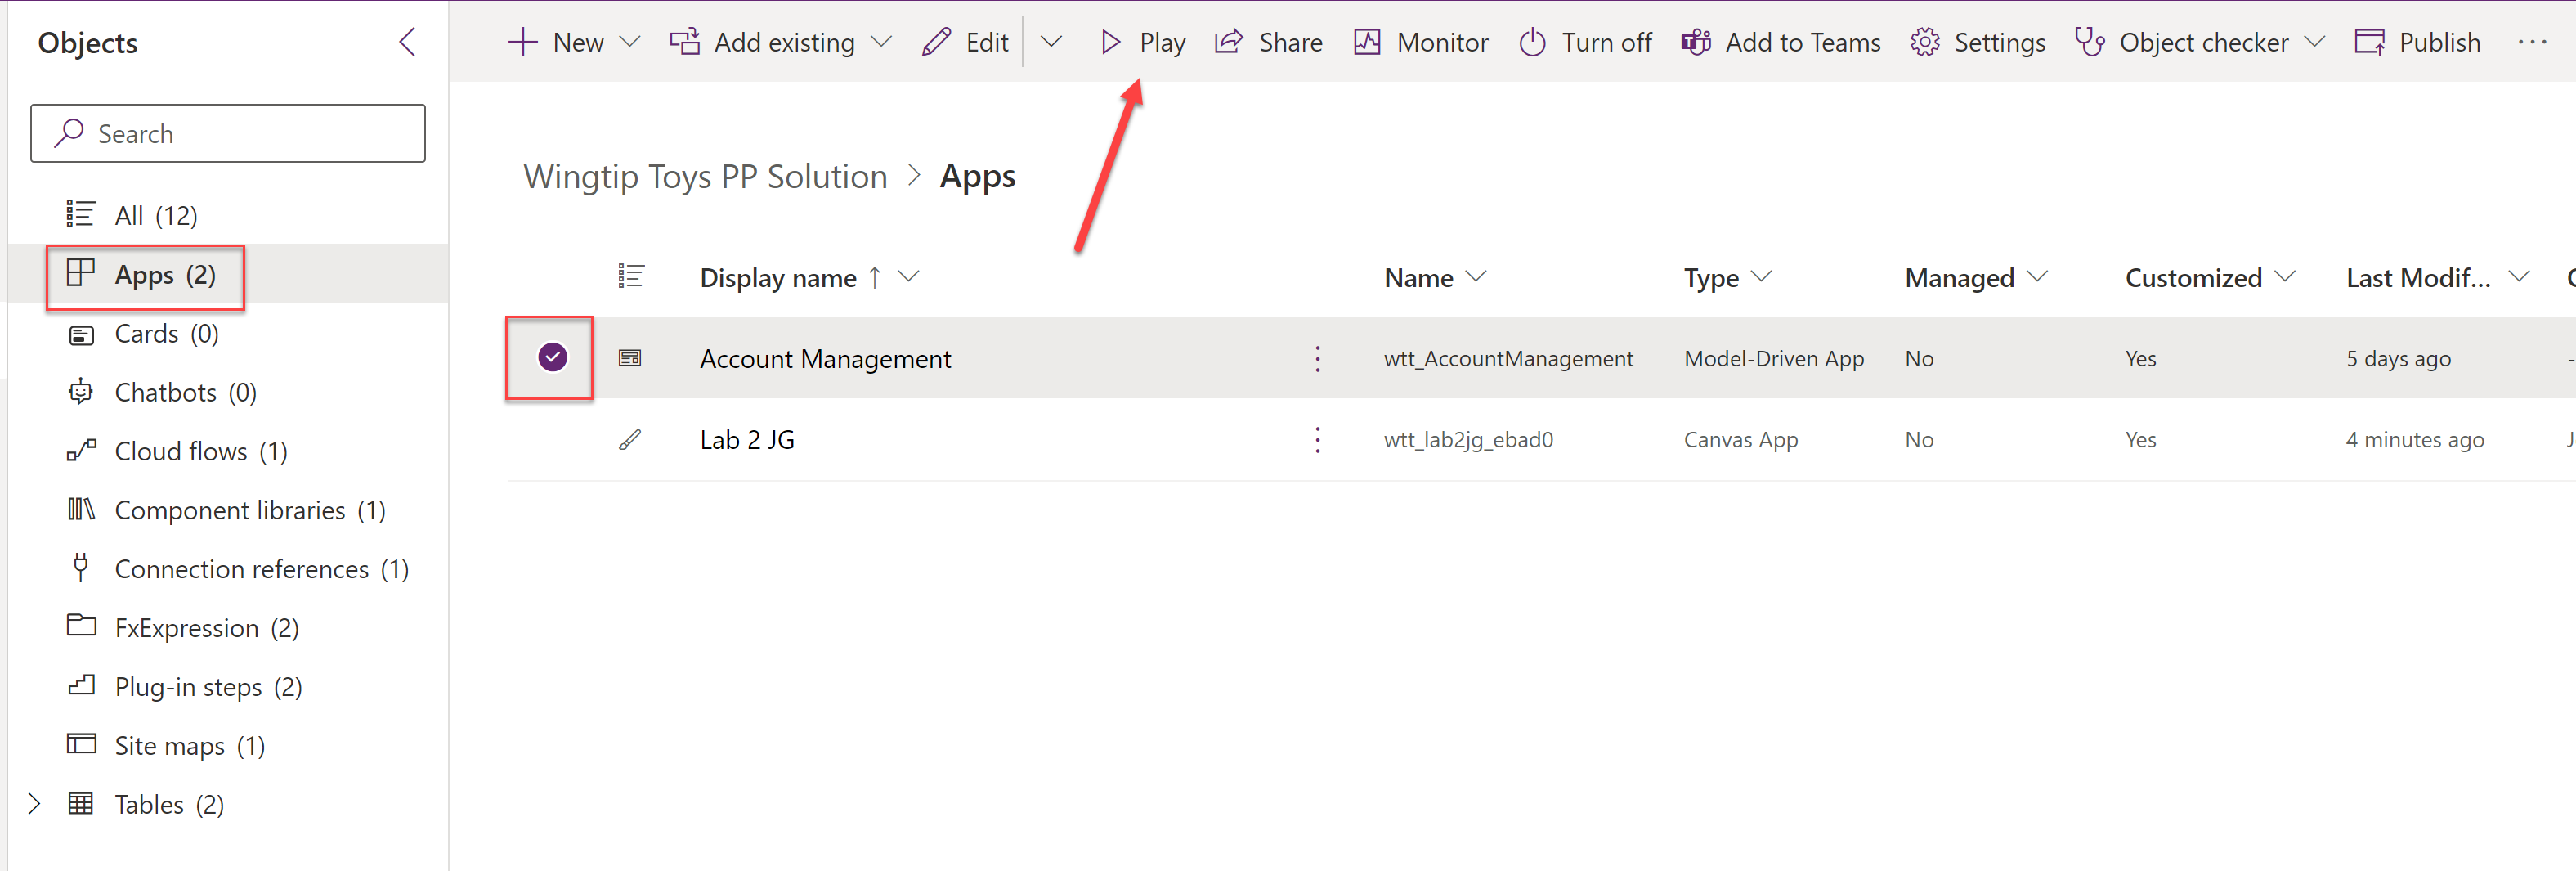 Objects
New
Add existing
Edit
Play
Share
Monitor
Turn off
Add to Teams
Settings
Object checker
Publish
Search
All (12)
Apps (2)
Cards (0)
Chatbots (0)
Cloud flows (1)
Component libraries (1)
Connection references (1)
FxExpression (2)
Plug-in steps (2)
Site maps (1)
Tables (2)
Wingtip Toys PP Solution > Apps
Display name ↑ Name Type Managed Customized Last Modif...
Account Management wtt_AccountManagement Model-Driven App No Yes 5 days ago -
Lab 2 JG wtt_lab2jg_ebad0 Canvas App No Yes 4 minutes ago